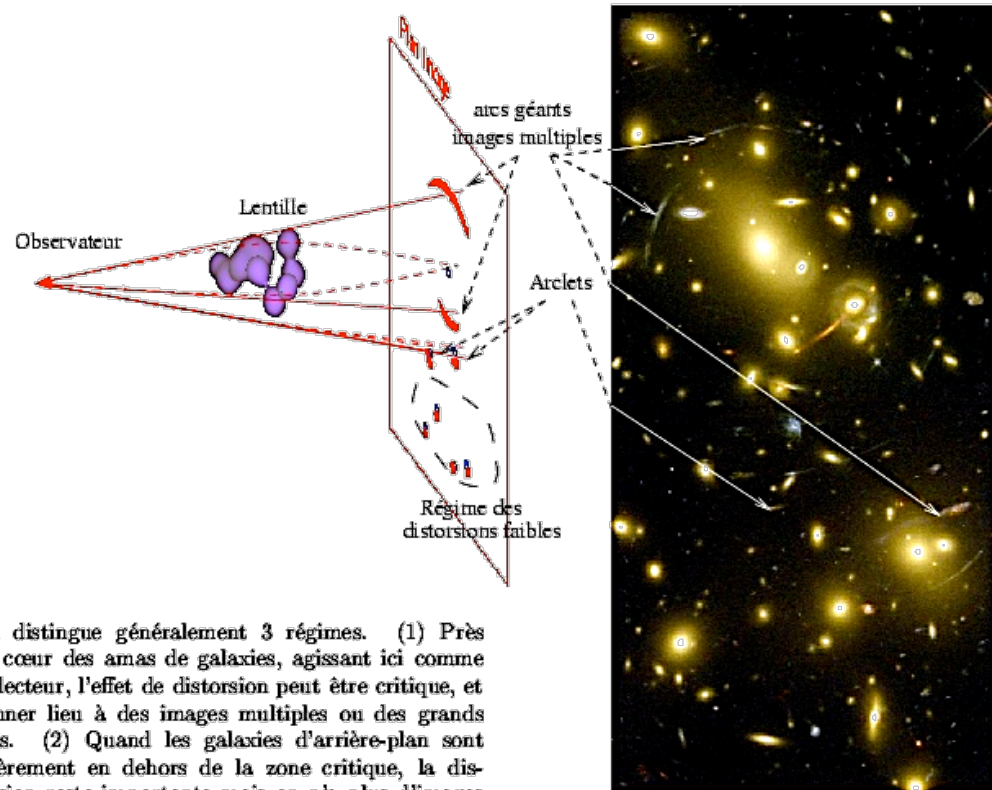 Plan Image
arcs géants
images multiples
Lentille
Observateur
Arclets
Régime des
distorsions faibles
distingue généralement 3 régimes. (1) Près
cœur des amas de galaxies, agissant ici comme
lecteur, l'effet de distorsion peut être critique, et
nner lieu à des images multiples ou des grands
s. (2) Quand les galaxies d'arrière-plan sont
èrement en dehors de la zone critique, la dis-